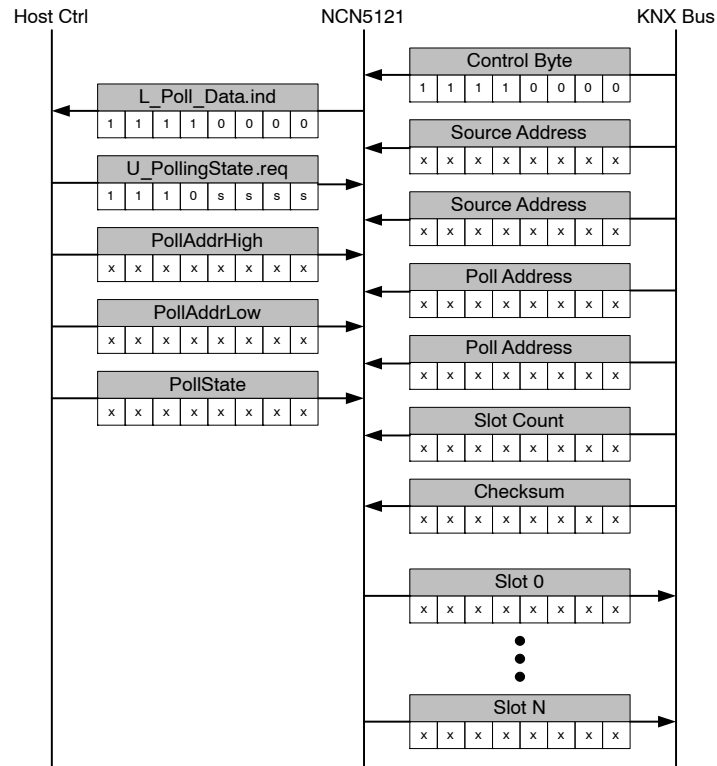 Host Ctrl NCN5121 KNX Bus
Control Byte
1 1 1 1 0 0 0 0
L_Poll_Data.ind
1 1 1 1 0 0 0 0
Source Address
x x x x x x x x
U_PollingState.req
1 1 1 0 s s s s
Source Address
x x x x x x x x
PollAddrHigh
x x x x x x x x
Poll Address
x x x x x x x x
PollAddrLow
x x x x x x x x
Poll Address
x x x x x x x x
PollState
x x x x x x x x
Slot Count
x x x x x x x x
Checksum
x x x x x x x x
Slot 0
x x x x x x x x
Slot N
x x x x x x x x